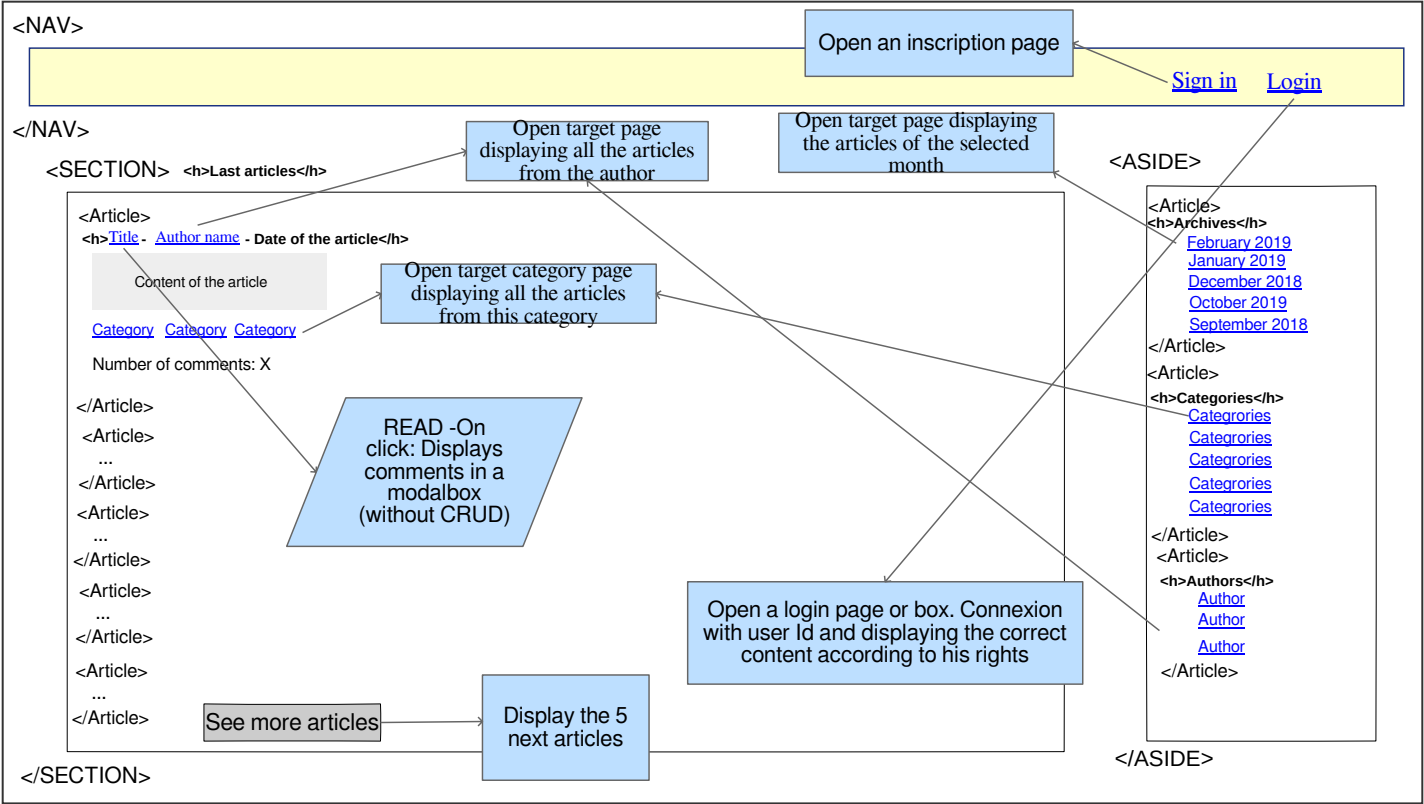 <NAV>
Open an inscription page
Sign in
Login
</NAV>
Open target page
displaying all the articles
from the author
Open target page displaying
the articles of the selected
month
<SECTION>
<h>Last articles</h>
<ASIDE>
<Article>
<h>Title - Author name - Date of the article</h>
Content of the article
Open target category page
displaying all the articles
from this category
Category Category Category
Number of comments: X
</Article>
READ -On
click: Displays
comments in a
modalbox
(without CRUD)
<Article>
...
</Article>
<Article>
...
</Article>
<Article>
...
</Article>
<Article>
...
</Article>
See more articles
Display the 5
next articles
Open a login page or box. Connexion
with user Id and displaying the correct
content according to his rights
</SECTION>
<Article>
<h>Archives</h>
February 2019
January 2019
December 2018
October 2019
September 2018
</Article>
<Article>
<h>Categories</h>
Categrories
Categrories
Categrories
Categrories
Categrories
</Article>
<Article>
<h>Authors</h>
Author
Author
Author
</Article>
</ASIDE>